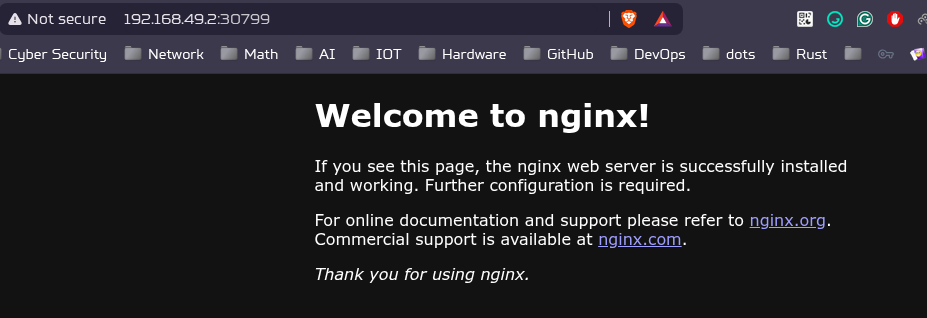 Not secure 192.168.49.2:30799
Cyber Security Network Math AI IOT Hardware GitHub DevOps dots Rust
Welcome to nginx!
If you see this page, the nginx web server is successfully installed
and working. Further configuration is required.
For online documentation and support please refer to nginx.org.
Commercial support is available at nginx.com.
Thank you for using nginx.